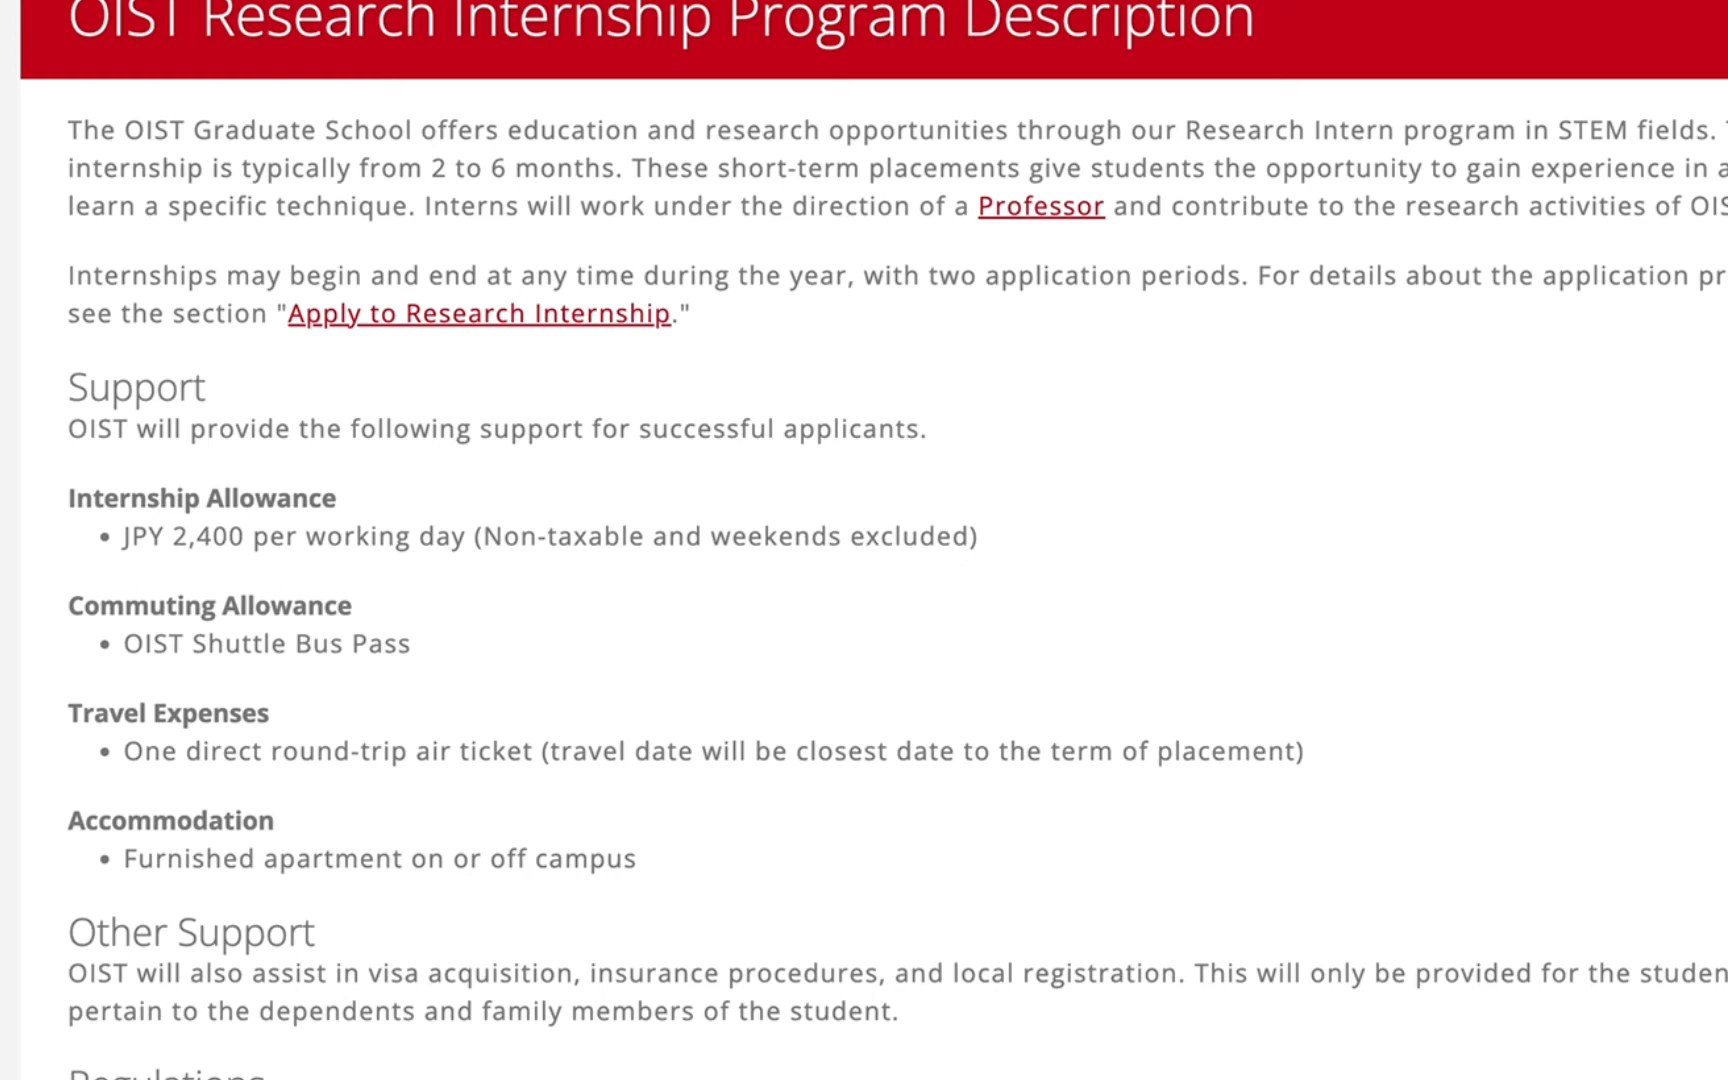 OIST Research Internship Program Description
The OIST Graduate School offers education and research opportunities through our Research Intern program in STEM fields.
internship is typically from 2 to 6 months. These short-term placements give students the opportunity to gain experience in a
learn a specific technique. Interns will work under the direction of a Professor and contribute to the research activities of OIS
Internships may begin and end at any time during the year, with two application periods. For details about the application pr
see the section "Apply to Research Internship."
Support
OIST will provide the following support for successful applicants.
Internship Allowance
• JPY 2,400 per working day (Non-taxable and weekends excluded)
Commuting Allowance
• OIST Shuttle Bus Pass
Travel Expenses
• One direct round-trip air ticket (travel date will be closest date to the term of placement)
Accommodation
• Furnished apartment on or off campus
Other Support
OIST will also assist in visa acquisition, insurance procedures, and local registration. This will only be provided for the studen
pertain to the dependents and family members of the student.
Regulations